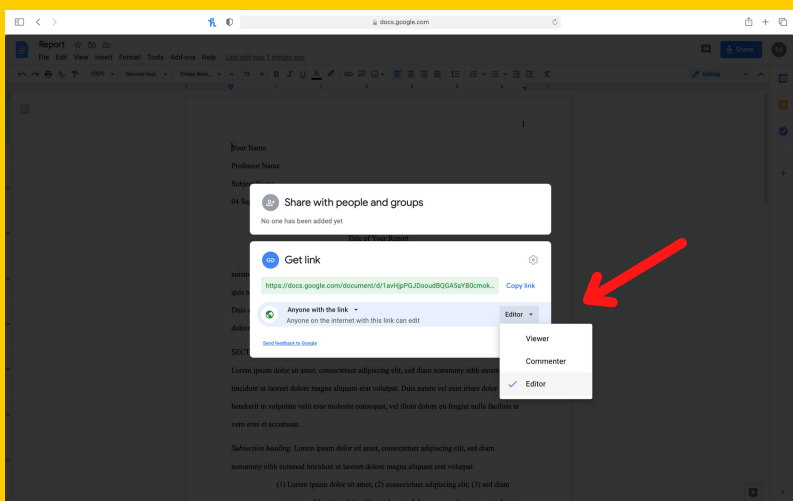 docs.google.com
Report
File Edit View Insert Format Tools Add-ons Help Last edit was 1 minute ago
Share
M
100% Normal text Times New... 12 B I U A
Editing
1
Your Name
Professor Name
Subject Name
04 Se
Share with people and groups
No one has been added yet
Title of Your Report
Get link
https://docs.google.com/document/d/1avHjpPGJDooudBQGA5aYB0cmok... Copy link
Anyone with the link
Anyone on the internet with this link can edit
Editor
Send feedback to Google
Viewer
Commenter
Editor
euism
quis n
Duis a
dolore
SECT
Lorem ipsum dolor sit amet, consectetuer adipiscing elit, sed diam nonummy nibh euism
tincidunt ut laoreet dolore magna aliquam erat volutpat. Duis autem vel eum iriure dolor
hendrerit in vulputate velit esse molestie consequat, vel illum dolore eu feugiat nulla facilisis at
vero eros et accumsan.
Subsection heading. Lorem ipsum dolor sit amet, consectetuer adipiscing elit, sed diam
nonummy nibh euismod tincidunt ut laoreet dolore magna aliquam erat volutpat:
(1) Lorem ipsum dolor sit amet; (2) consectetuer adipiscing elit; (3) sed diam